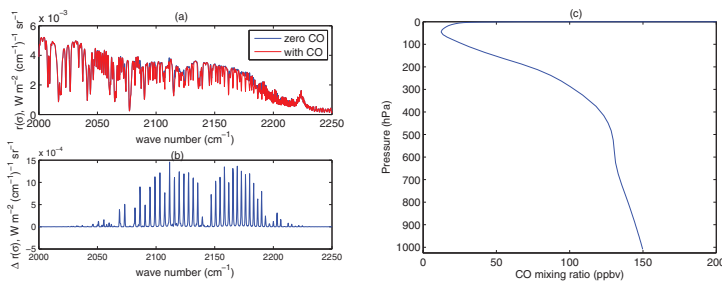 (a)
x 10⁻³
r(σ), W m⁻² (cm⁻¹)⁻¹ sr⁻¹
6
4
2
0
zero CO
with CO
2000 2050 2100 2150 2200 2250
wave number (cm⁻¹)
(b)
x 10⁻⁴
Δ r(σ), W m⁻² (cm⁻¹)⁻¹ sr⁻¹
15
10
5
0
−5
2000 2050 2100 2150 2200 2250
wave number (cm⁻¹)
(c)
Pressure (hPa)
0
100
200
300
400
500
600
700
800
900
1000
0 50 100 150 200
CO mixing ratio (ppbv)